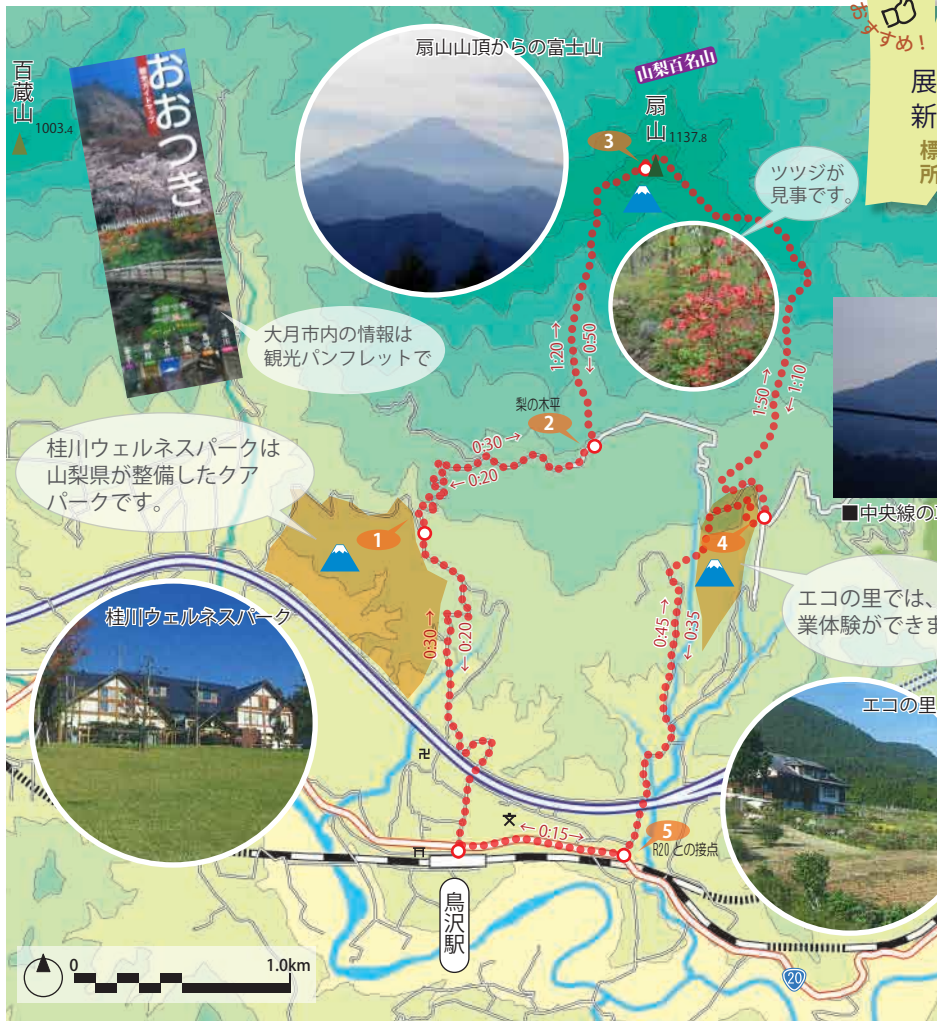 おすすめ!
展
新
標
所
扇山山頂からの富士山
山梨百名山
扇山
1137.8
百蔵山
1003.4
おおつき
3
ツツジが
見事です。
大月市内の情報は
観光パンフレットで
1:20→
←0:50
1:50→
←1:10
梨の木平
2
0:30→
←0:20
桂川ウェルネスパークは
山梨県が整備したクア
パークです。
1
4
■中央線の
エコの里では、
業体験ができま
0:30→
←0:20
0:45→
←0:35
桂川ウェルネスパーク
エコの里
←0:15→
5
R20との接点
鳥沢駅
0
1.0km
20